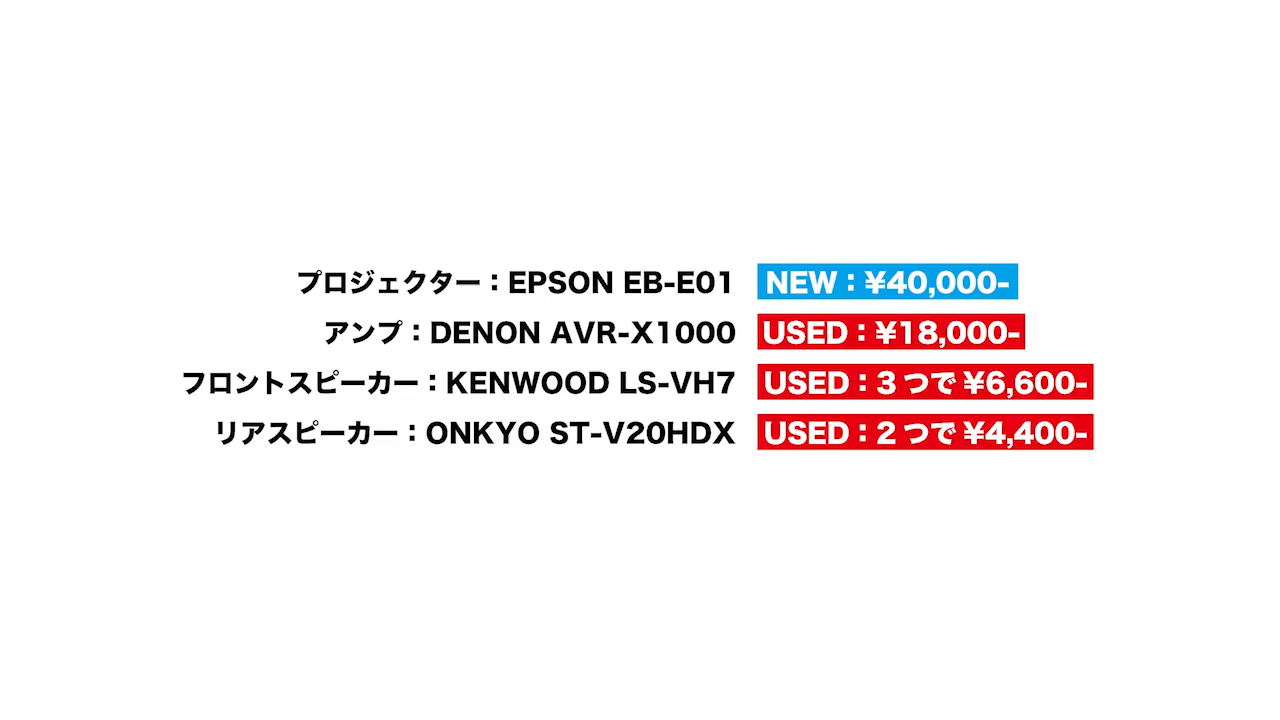 プロジェクター：EPSON EB-E01 NEW：¥40,000-
アンプ：DENON AVR-X1000 USED：¥18,000-
フロントスピーカー：KENWOOD LS-VH7 USED：3つで¥6,600-
リアスピーカー：ONKYO ST-V20HDX USED：2つで¥4,400-